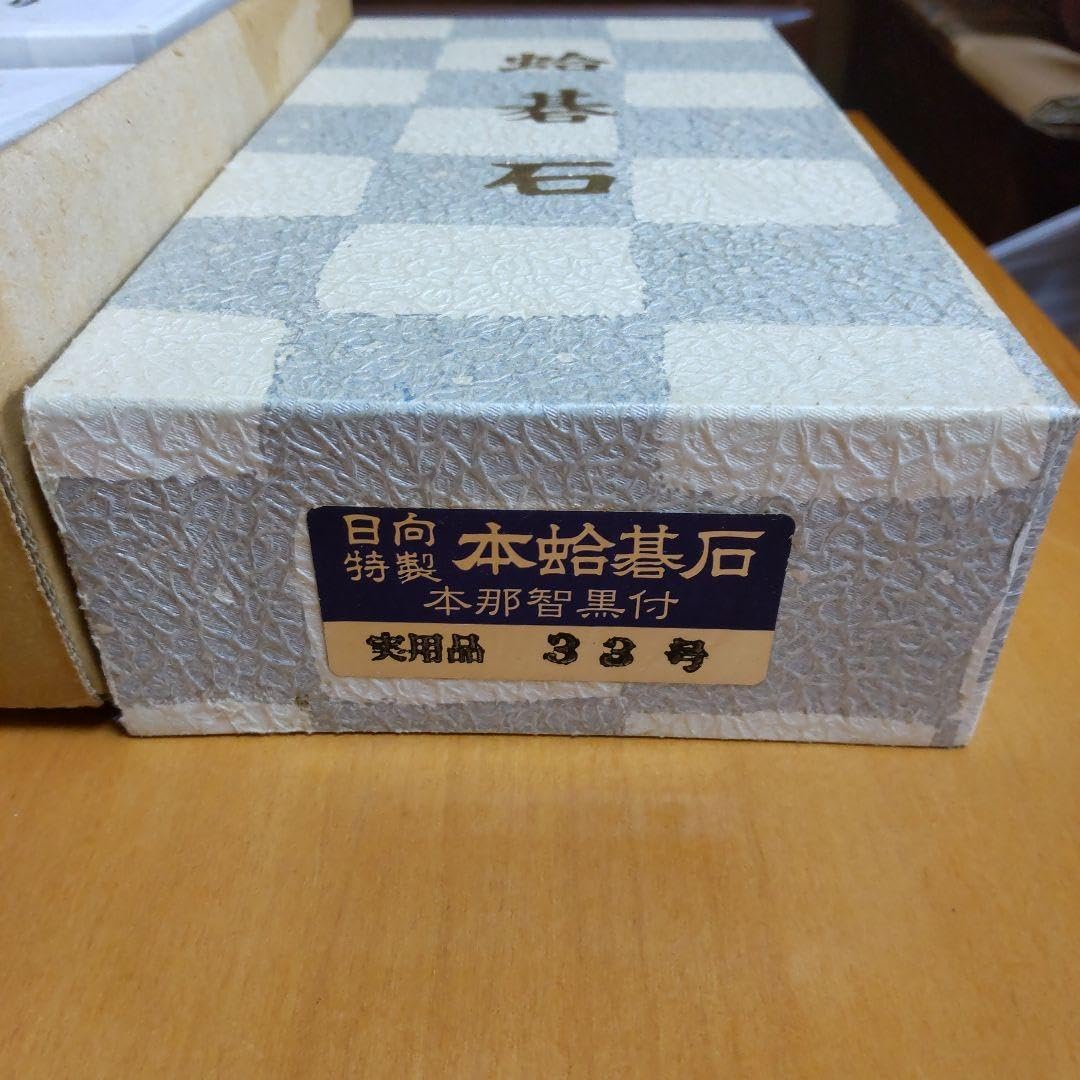 蛤碁石
日向
特製
本蛤碁石
本那智黒付
実用品 33号